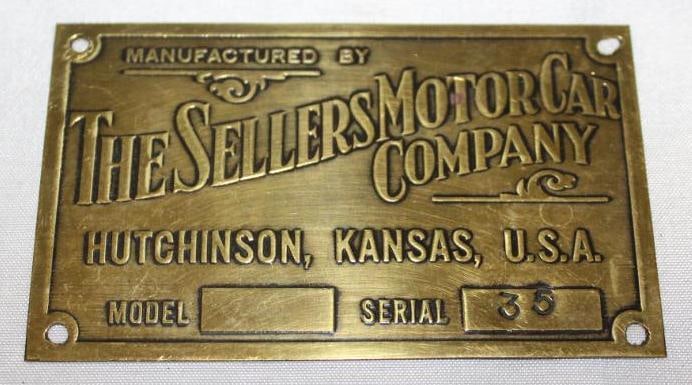 MANUFACTURED BY
THE SELLERS MOTOR CAR
COMPANY
HUTCHINSON, KANSAS, U.S.A.
MODEL SERIAL 35